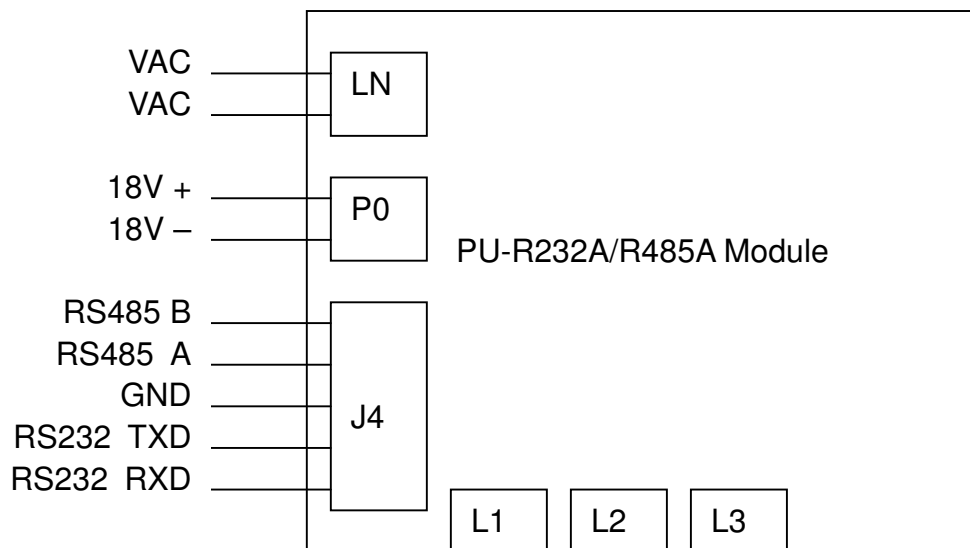 VAC
LN
VAC
18V +
P0
18V –
PU-R232A/R485A Module
RS485 B
RS485  A
GND
J4
RS232  TXD
RS232  RXD
L1
L2
L3